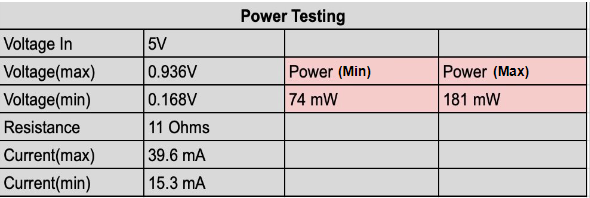 Power Testing
Voltage In 5V
Voltage(max) 0.936V Power (Min) Power (Max)
Voltage(min) 0.168V 74 mW 181 mW
Resistance 11 Ohms
Current(max) 39.6 mA
Current(min) 15.3 mA